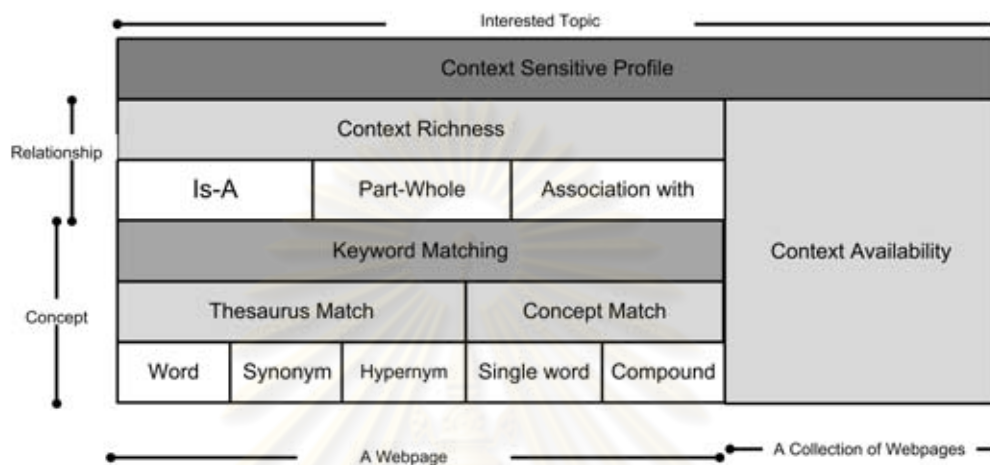 Interested Topic
Context Sensitive Profile
Context Richness
Relationship
Is-A
Part-Whole
Association with
Keyword Matching
Context Availability
Concept
Thesaurus Match
Concept Match
Word
Synonym
Hypernym
Single word
Compound
A Webpage
A Collection of Webpages